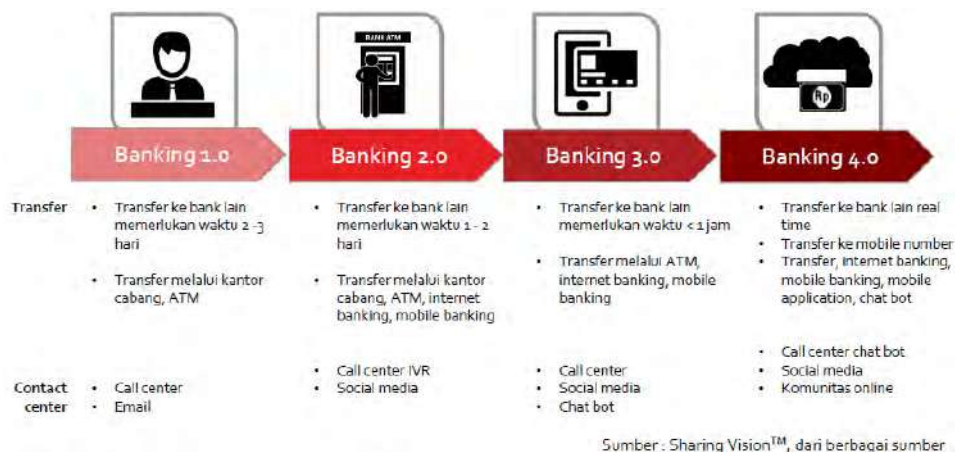 BANK ATM
Rp
Banking 1.0
Banking 2.0
Banking 3.0
Banking 4.0
Transfer
• Transfer ke bank lain
memerlukan waktu 2 -3
hari
• Transfer melalui kantor
cabang, ATM
• Transfer ke bank lain
memerlukan waktu 1 - 2
hari
• Transfer melalui kantor
cabang, ATM, internet
banking, mobile banking
• Transfer ke bank lain
memerlukan waktu < 1 jam
• Transfer melalui ATM,
internet banking, mobile
banking
• Transfer ke bank lain real
time
• Transfer ke mobile number
• Transfer, internet banking,
mobile banking, mobile
application, chat bot
Contact
center
• Call center
• Email
• Call center IVR
• Social media
• Call center
• Social media
• Chat bot
• Call center chat bot
• Social media
• Komunitas online
Sumber : Sharing Vision™, dari berbagai sumber